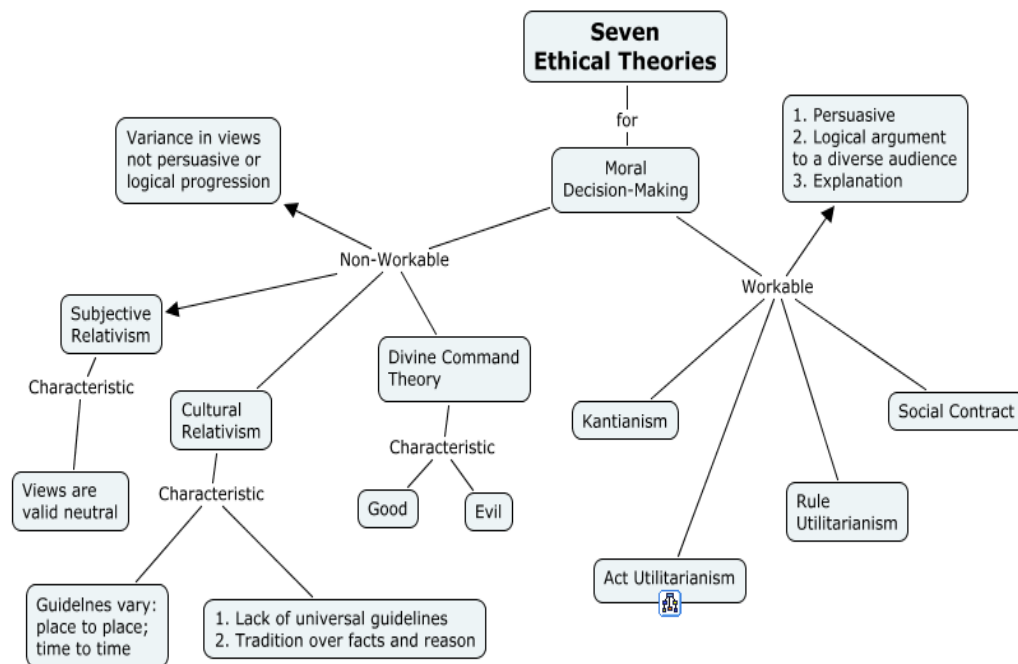 Seven
Ethical Theories
for
Moral
Decision-Making
Variance in views
not persuasive or
logical progression
1. Persuasive
2. Logical argument
to a diverse audience
3. Explanation
Non-Workable
Workable
Subjective
Relativism
Characteristic
Views are
valid neutral
Cultural
Relativism
Characteristic
Guidelnes vary:
place to place;
time to time
1. Lack of universal guidelines
2. Tradition over facts and reason
Divine Command
Theory
Characteristic
Good
Evil
Kantianism
Act Utilitarianism
Rule
Utilitarianism
Social Contract